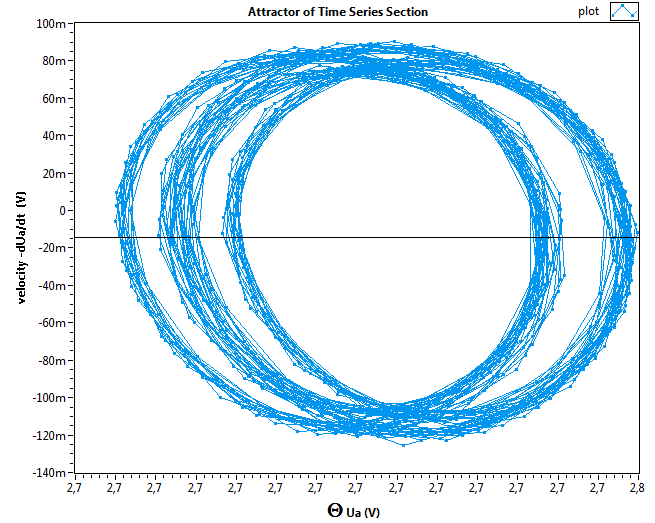 Attractor of Time Series Section
plot
100m
80m
60m
40m
20m
0
-20m
-40m
-60m
-80m
-100m
-120m
-140m
velocity -dUa/dt (V)
2,7 2,7 2,7 2,7 2,7 2,7 2,7 2,7 2,7 2,7 2,7 2,7 2,7 2,7 2,8
Θ Ua (V)